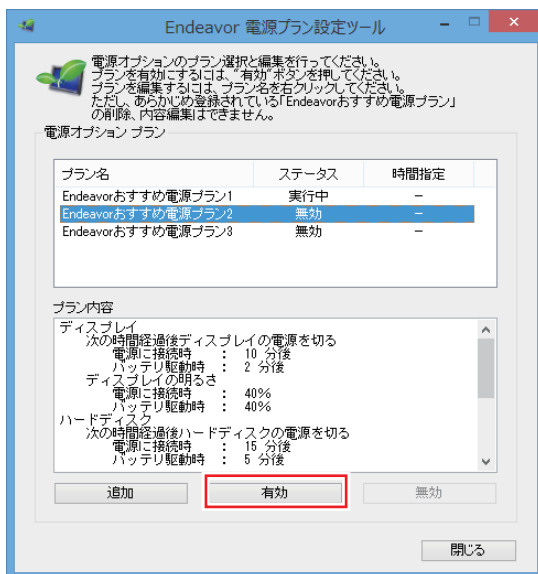 Endeavor 電源プラン設定ツール
電源オプションのプラン選択と編集を行ってください。
プランを有効にするには、"有効"ボタンを押してください。
プランを編集するには、プラン名を右クリックしてください。
ただし、あらかじめ登録されている「Endeavorおすすめ電源プラン」
の削除、内容編集はできません。
電源オプション プラン
プラン名 ステータス 時間指定
Endeavorおすすめ電源プラン1 実行中 －
Endeavorおすすめ電源プラン2 無効 －
Endeavorおすすめ電源プラン3 無効 －
プラン内容
ディスプレイ
次の時間経過後ディスプレイの電源を切る
電源に接続時 : 10 分後
バッテリ駆動時 : 2 分後
ディスプレイの明るさ
電源に接続時 : 40%
バッテリ駆動時 : 40%
ハードディスク
次の時間経過後ハードディスクの電源を切る
電源に接続時 : 15 分後
バッテリ駆動時 : 5 分後
追加 有効 無効
閉じる